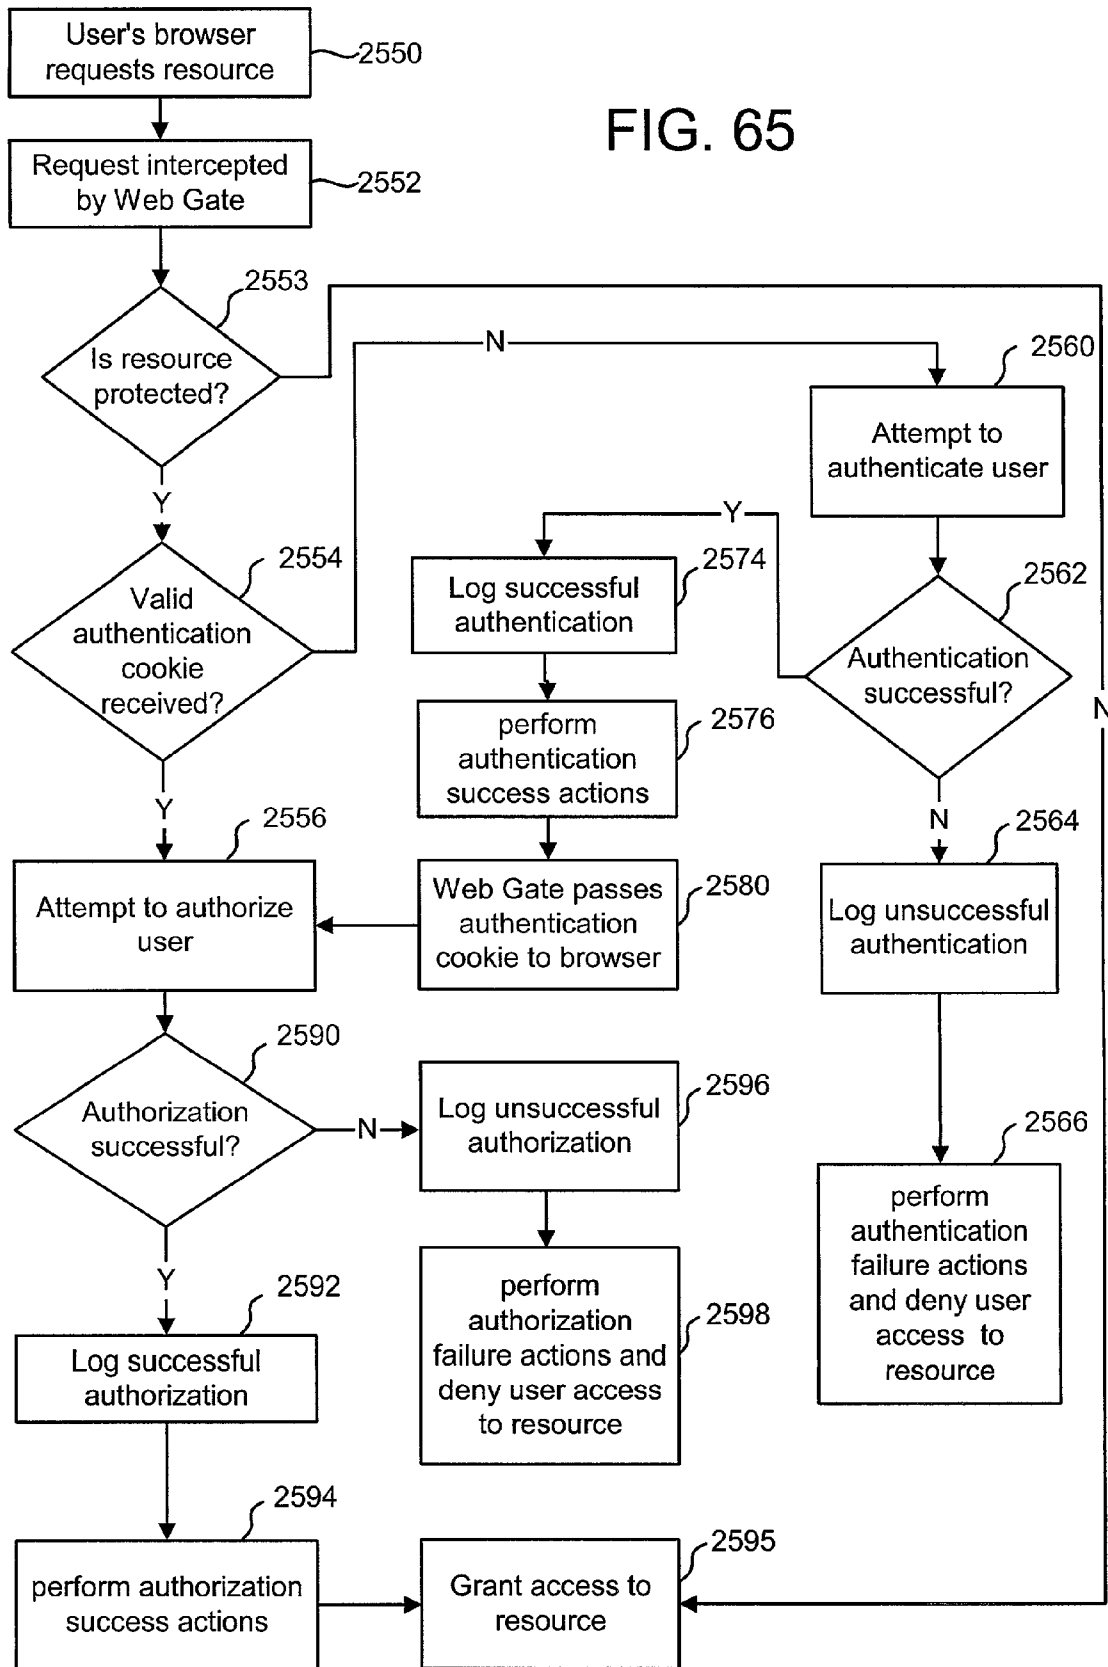 User's browser
requests resource
2550
FIG. 65
Request intercepted
by Web Gate
2552
2553
Is resource
protected?
N
2560
Attempt to
authenticate user
Y
Y
2554
Valid
authentication
cookie
received?
2574
Log successful
authentication
2562
Authentication
successful?
N
2576
perform
authentication
success actions
Y
N
2556
Attempt to authorize
user
2580
Web Gate passes
authentication
cookie to browser
2564
Log unsuccessful
authentication
2590
Authorization
successful?
N
2596
Log unsuccessful
authorization
2566
perform
authentication
failure actions
and deny user
access to
resource
Y
2592
Log successful
authorization
2598
perform
authorization
failure actions and
deny user access
to resource
2594
perform authorization
success actions
2595
Grant access to
resource